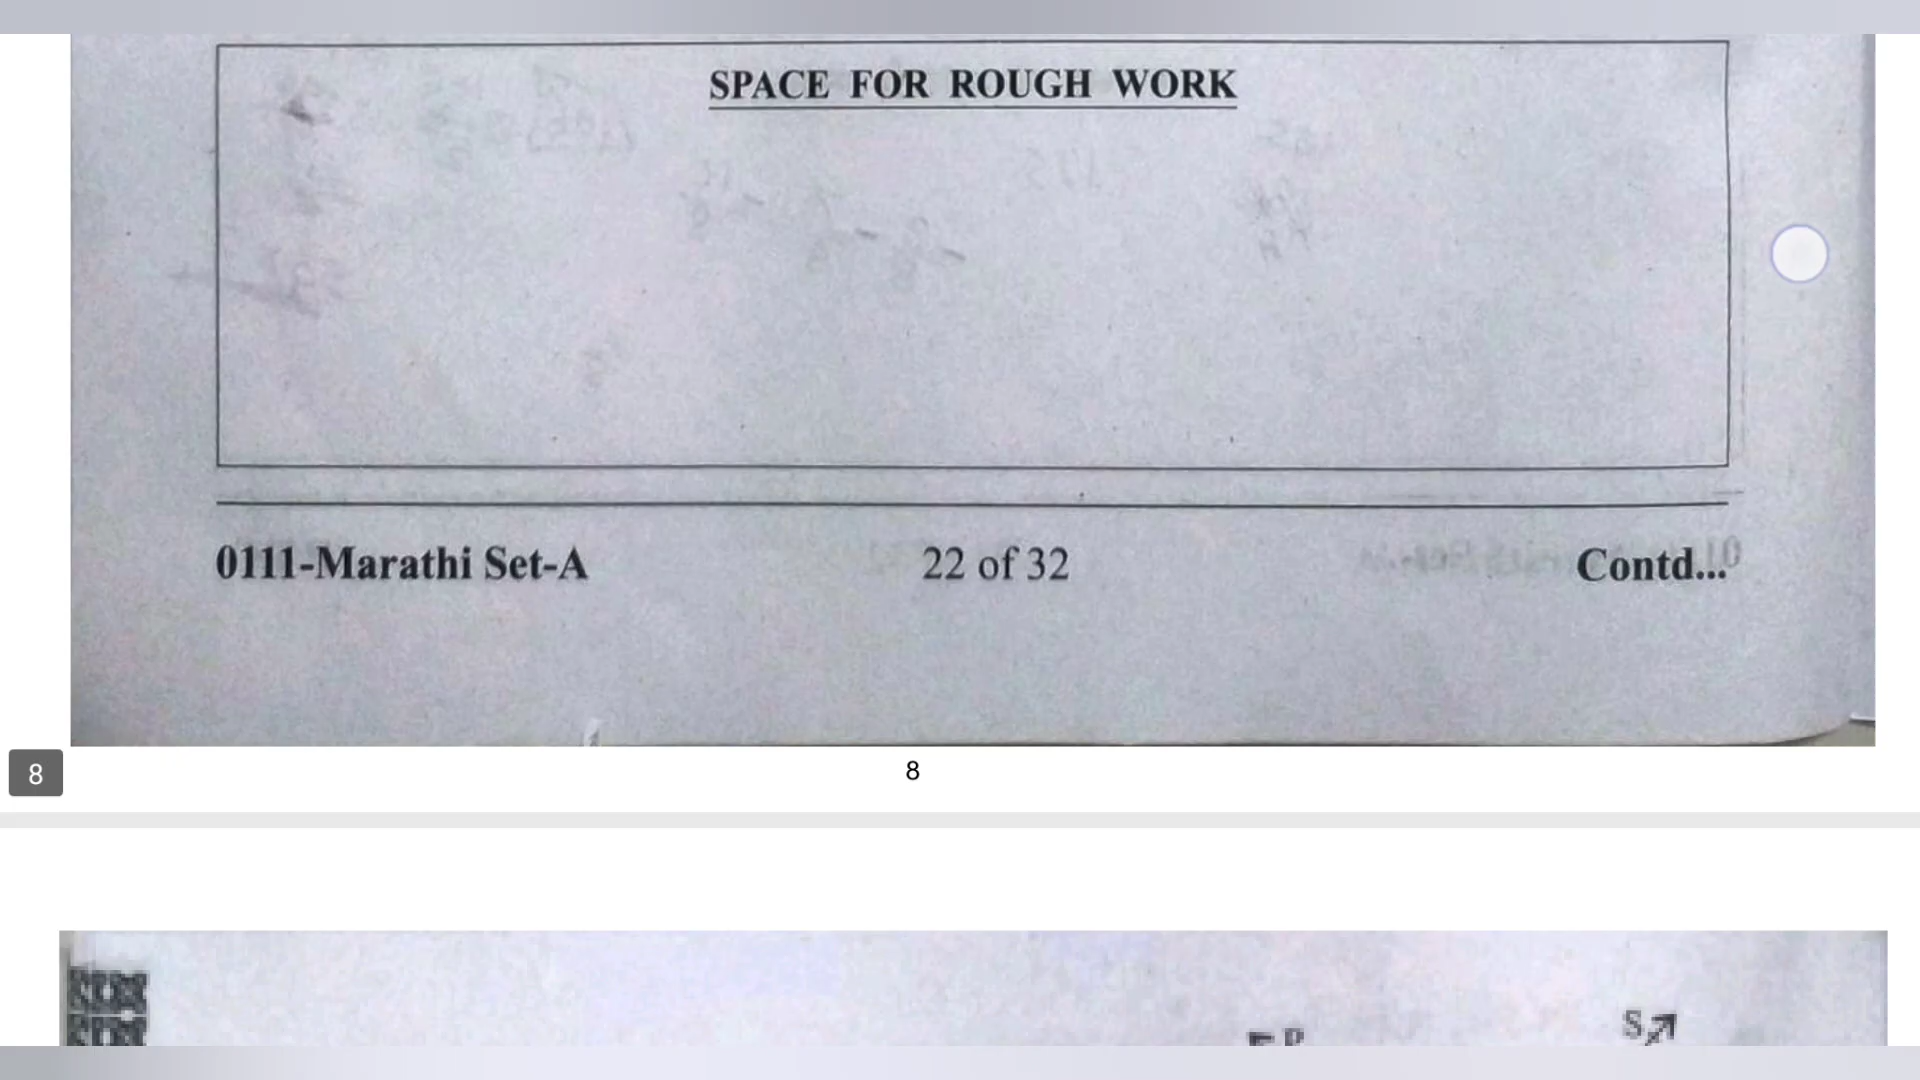 SPACE FOR ROUGH WORK
0111-Marathi Set-A 22 of 32 Contd...
8 8
S